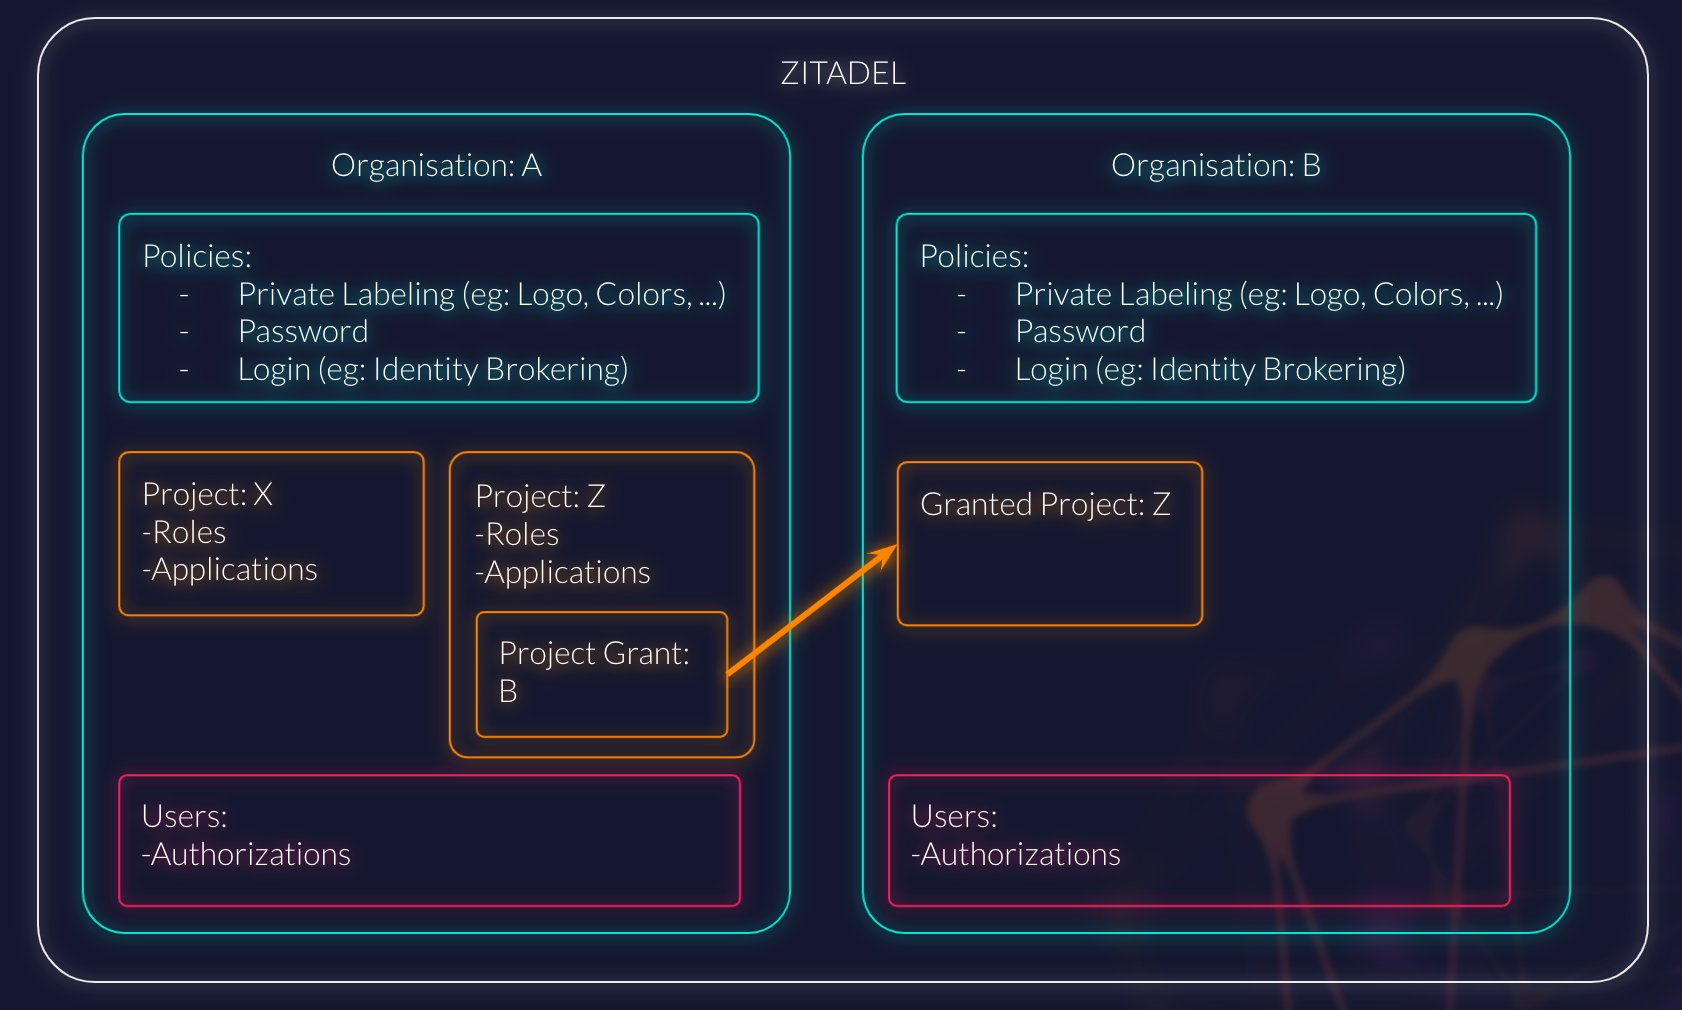 ZITADEL
Organisation: A
Policies:
- Private Labeling (eg: Logo, Colors, ...)
- Password
- Login (eg: Identity Brokering)
Project: X
-Roles
-Applications
Project: Z
-Roles
-Applications
Project Grant:
B
Users:
-Authorizations
Organisation: B
Policies:
- Private Labeling (eg: Logo, Colors, ...)
- Password
- Login (eg: Identity Brokering)
Granted Project: Z
Users:
-Authorizations